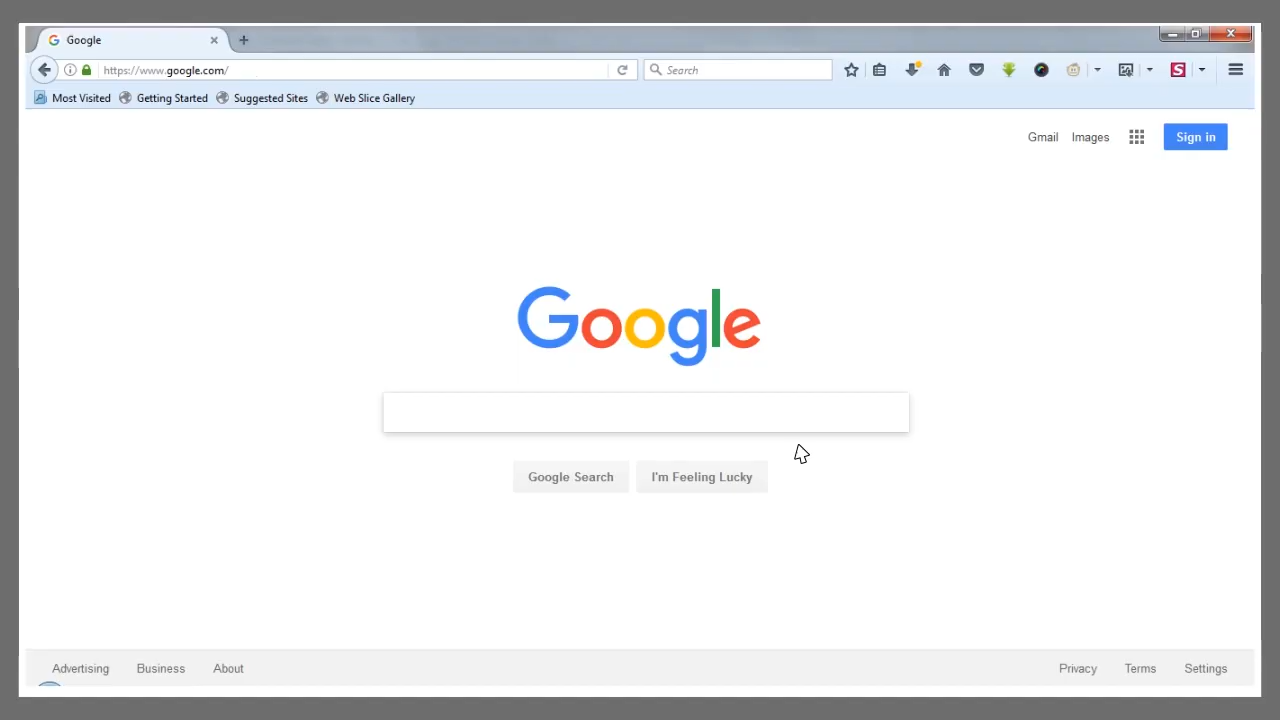 Google
https://www.google.com/ Search
Most Visited Getting Started Suggested Sites Web Slice Gallery
Gmail Images Sign in
Google
Google Search I'm Feeling Lucky
Advertising Business About Privacy Terms Settings